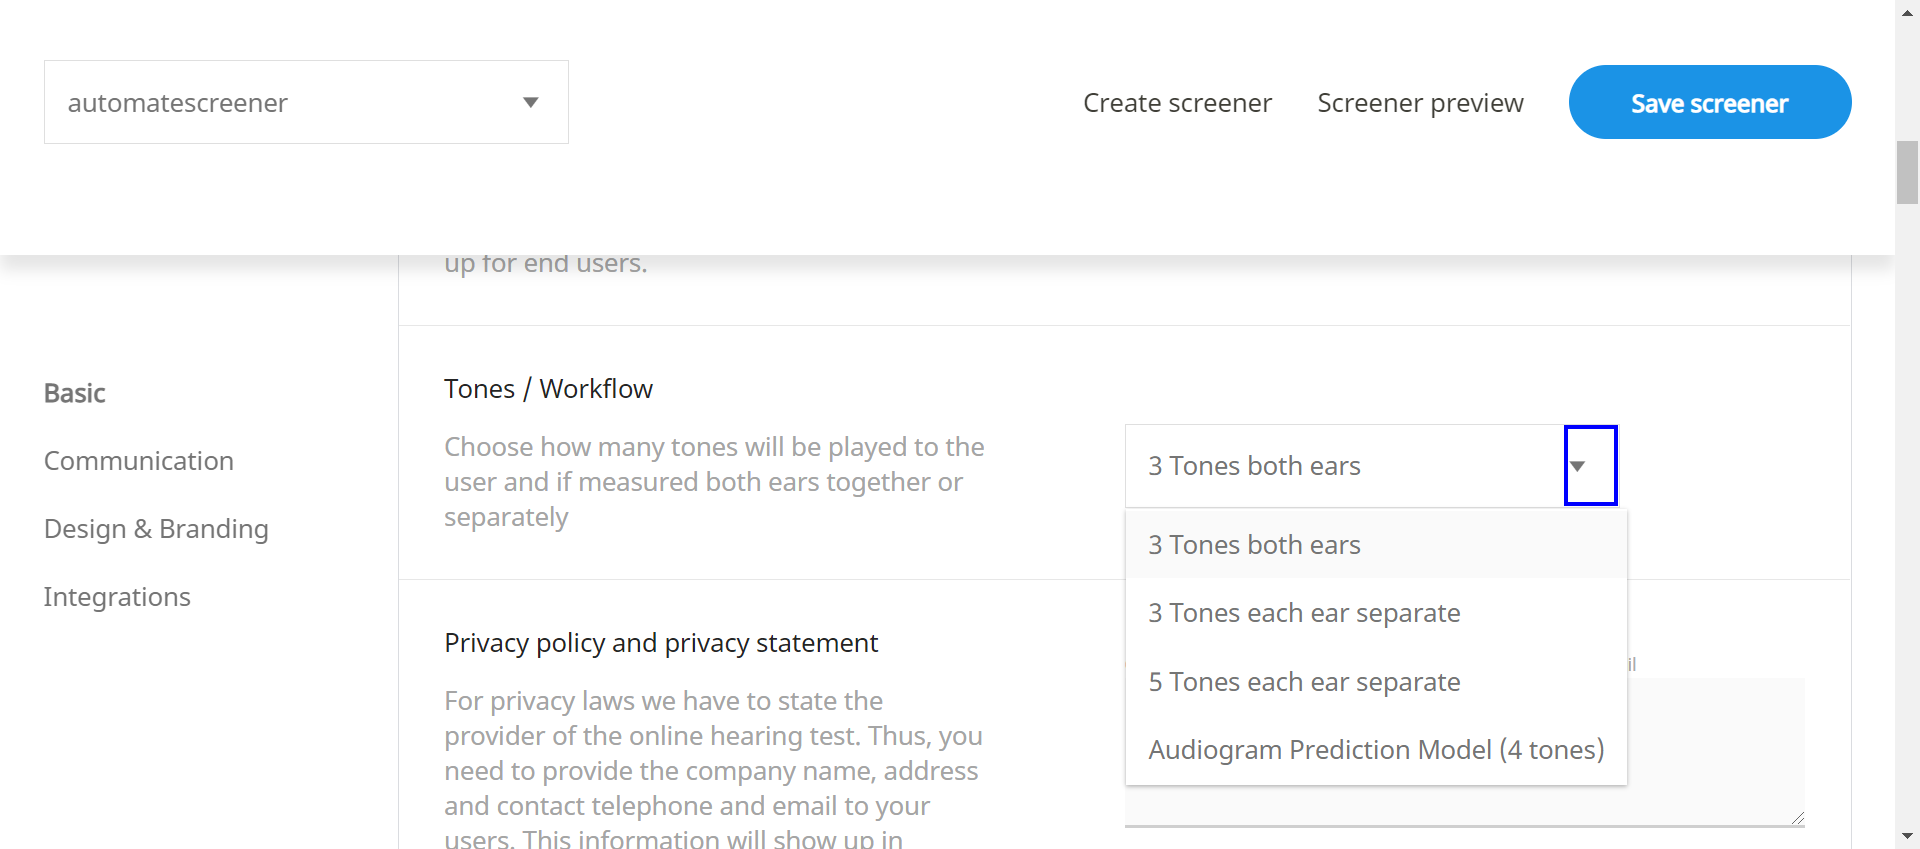 automatescreener
Create screener
Screener preview
Save screener
up for end users.
Basic
Communication
Design & Branding
Integrations
Tones / Workflow
Choose how many tones will be played to the
user and if measured both ears together or
separately
3 Tones both ears
3 Tones both ears
3 Tones each ear separate
5 Tones each ear separate
Audiogram Prediction Model (4 tones)
Privacy policy and privacy statement
For privacy laws we have to state the
provider of the online hearing test. Thus, you
need to provide the company name, address
and contact telephone and email to your
users. This information will show up in